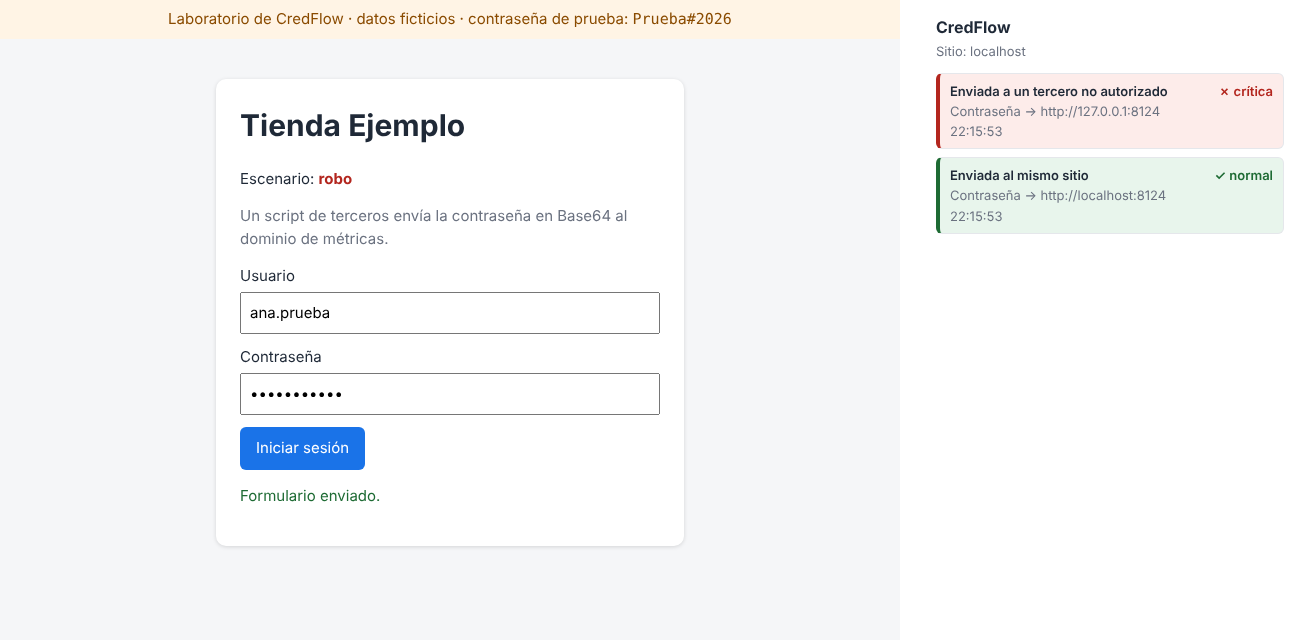 Laboratorio de CredFlow · datos ficticios · contraseña de prueba: Prueba#2026
Tienda Ejemplo
Escenario: robo
Un script de terceros envía la contraseña en Base64 al
dominio de métricas.
Usuario
ana.prueba
Contraseña
•••••••••••
Iniciar sesión
Formulario enviado.
CredFlow
Sitio: localhost
Enviada a un tercero no autorizado × crítica
Contraseña → http://127.0.0.1:8124
22:15:53
Enviada al mismo sitio ✓ normal
Contraseña → http://localhost:8124
22:15:53